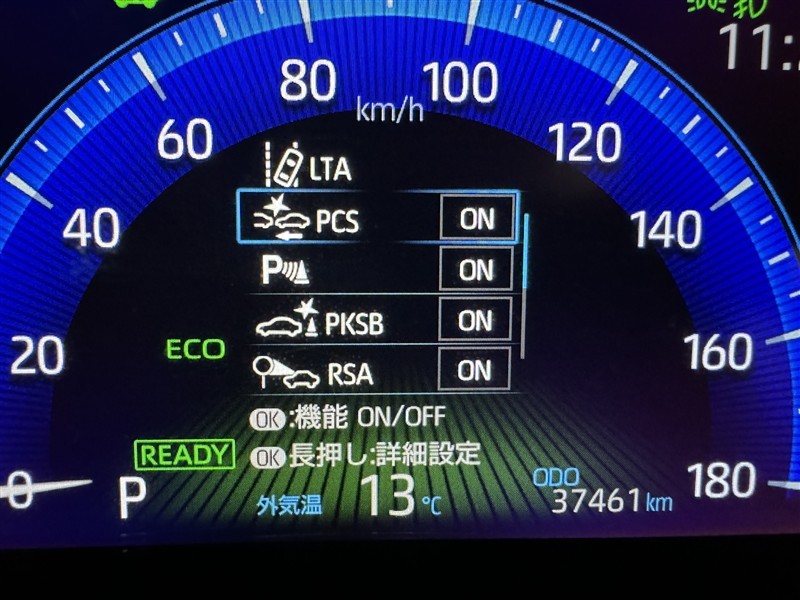 11:
80 100
km/h
60 120
LTA
40 140
PCS ON
P ON
PKSB ON
20 160
ECO
RSA ON
OK:機能 ON/OFF
READY
OK長押し:詳細設定
0 P 180
外気温 13℃
ODO
37461km